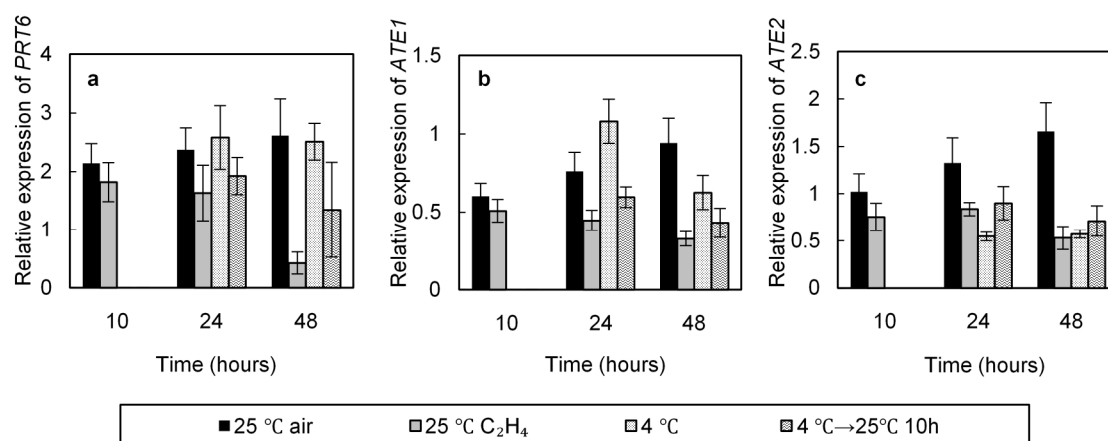 Relative expression of PRT6
4
3
2
1
0
a
10
24
48
Time (hours)
Relative expression of ATE1
1.5
1
0.5
0
b
10
24
48
Time (hours)
Relative expression of ATE2
2.5
2
1.5
1
0.5
0
c
10
24
48
Time (hours)
25 ℃ air 25 ℃ C₂H₄ 4 ℃ 4 ℃→25℃ 10h